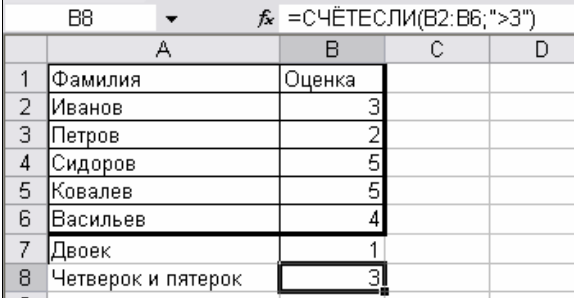 B8 fx =СЧЁТЕСЛИ(B2:B6;">3")
A B C D
1 Фамилия Оценка
2 Иванов 3
3 Петров 2
4 Сидоров 5
5 Ковалев 5
6 Васильев 4
7 Двоек 1
8 Четверок и пятерок 3